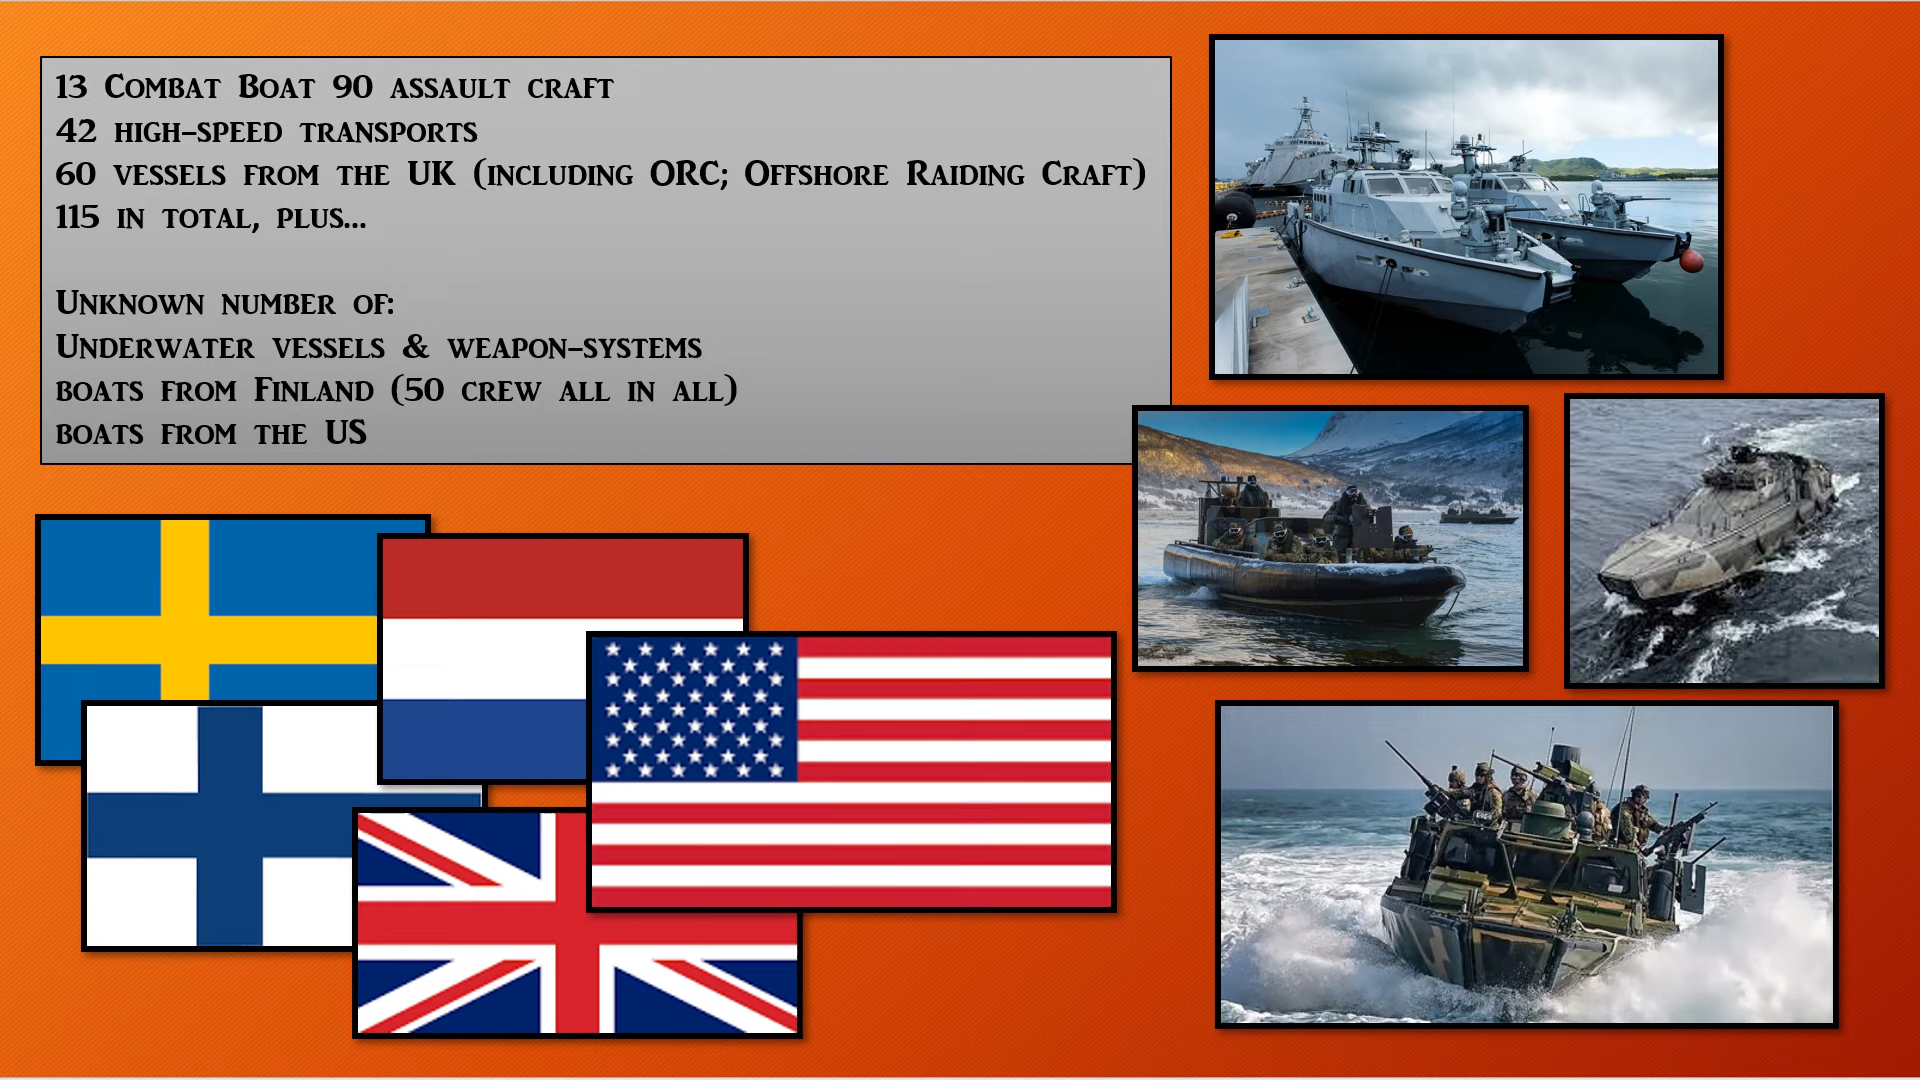 13 Combat Boat 90 assault craft
42 high-speed transports
60 vessels from the UK (including ORC; Offshore Raiding Craft)
115 in total, plus...
Unknown number of:
Underwater vessels & weapon-systems
boats from Finland (50 crew all in all)
boats from the US